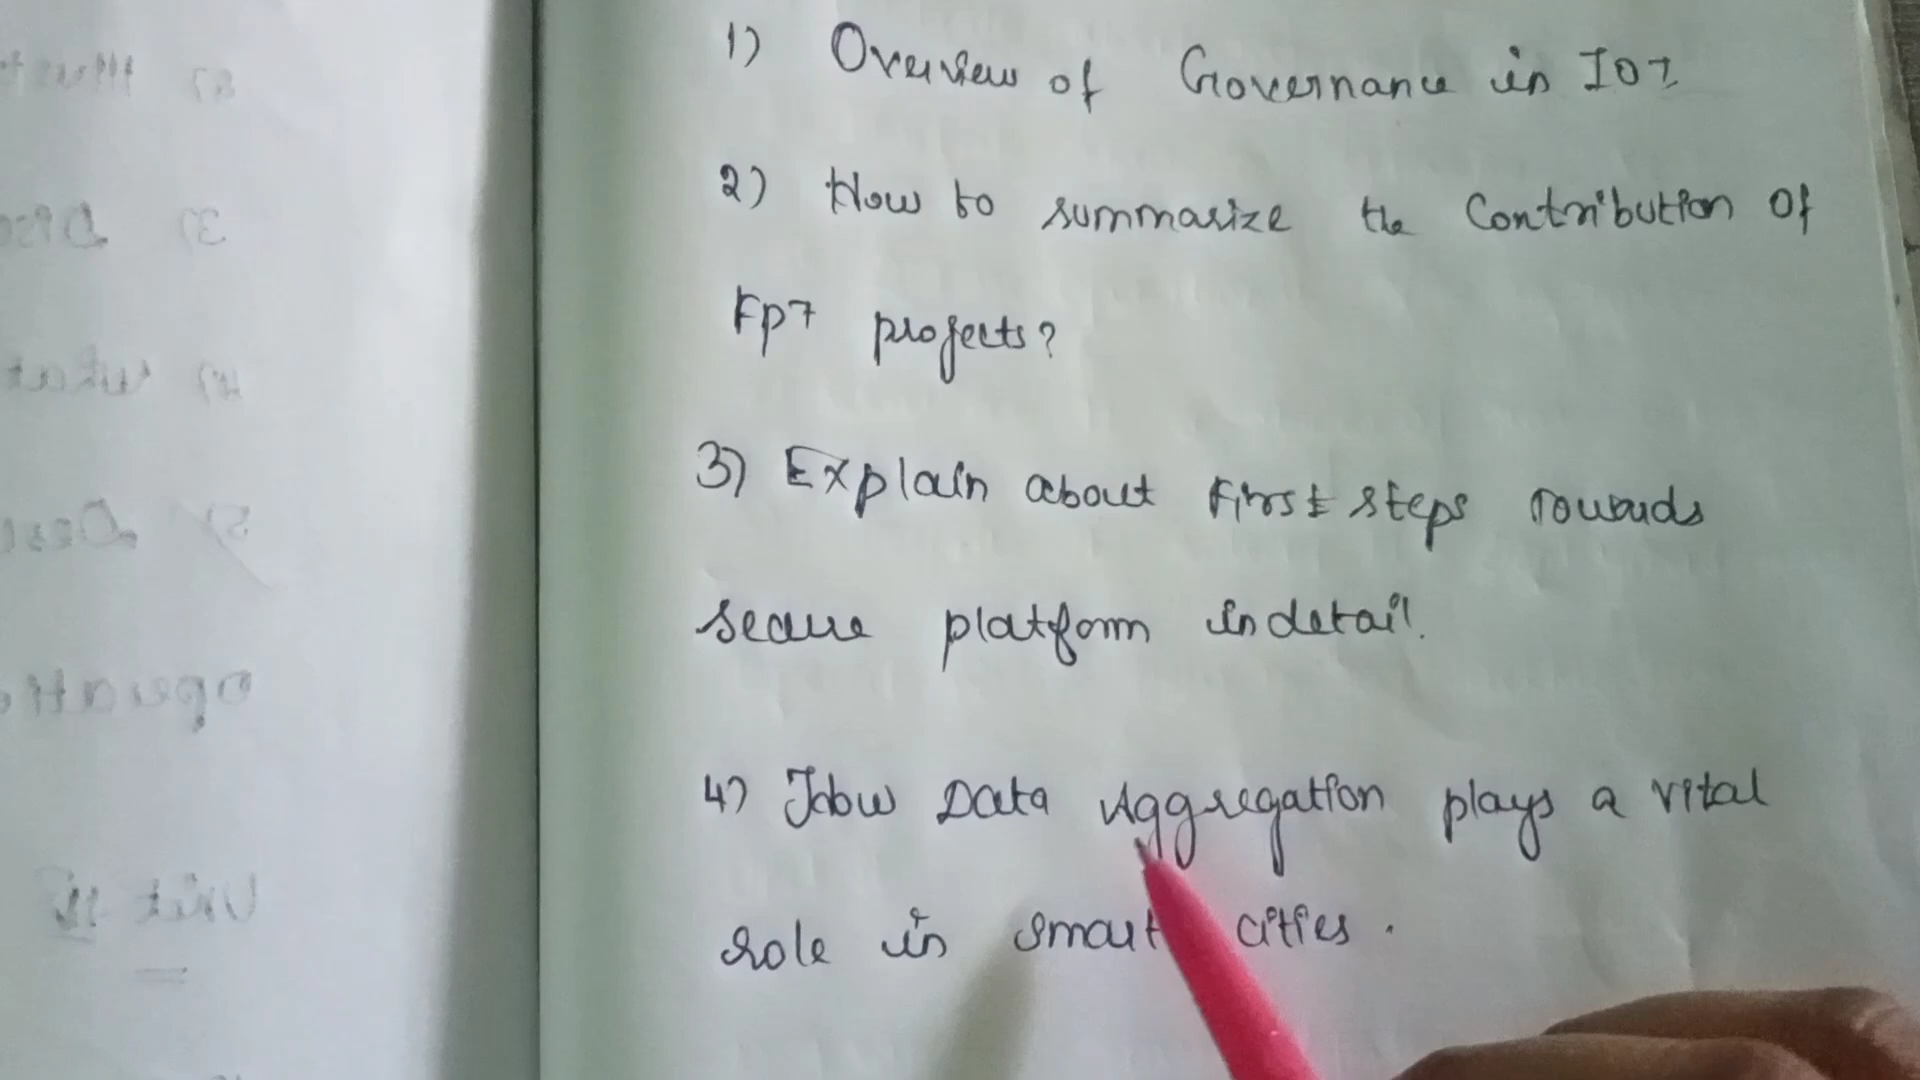 1) Overview of Governance in IOT
2) How to summarize the Contribution of
Fp7 projects?
3) Explain about First steps Towards
secure platform in detail.
4) How Data Aggregation plays a vital
role in smart cities.